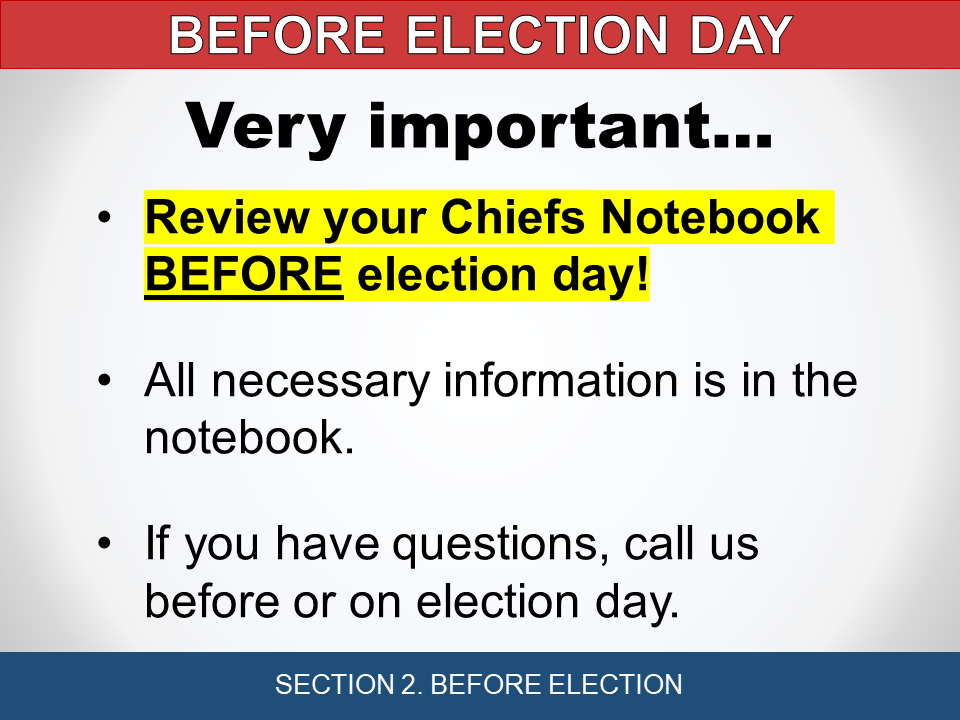 BEFORE ELECTION DAY
Very important...
• Review your Chiefs Notebook
BEFORE election day!
• All necessary information is in the
notebook.
• If you have questions, call us
before or on election day.
SECTION 2. BEFORE ELECTION